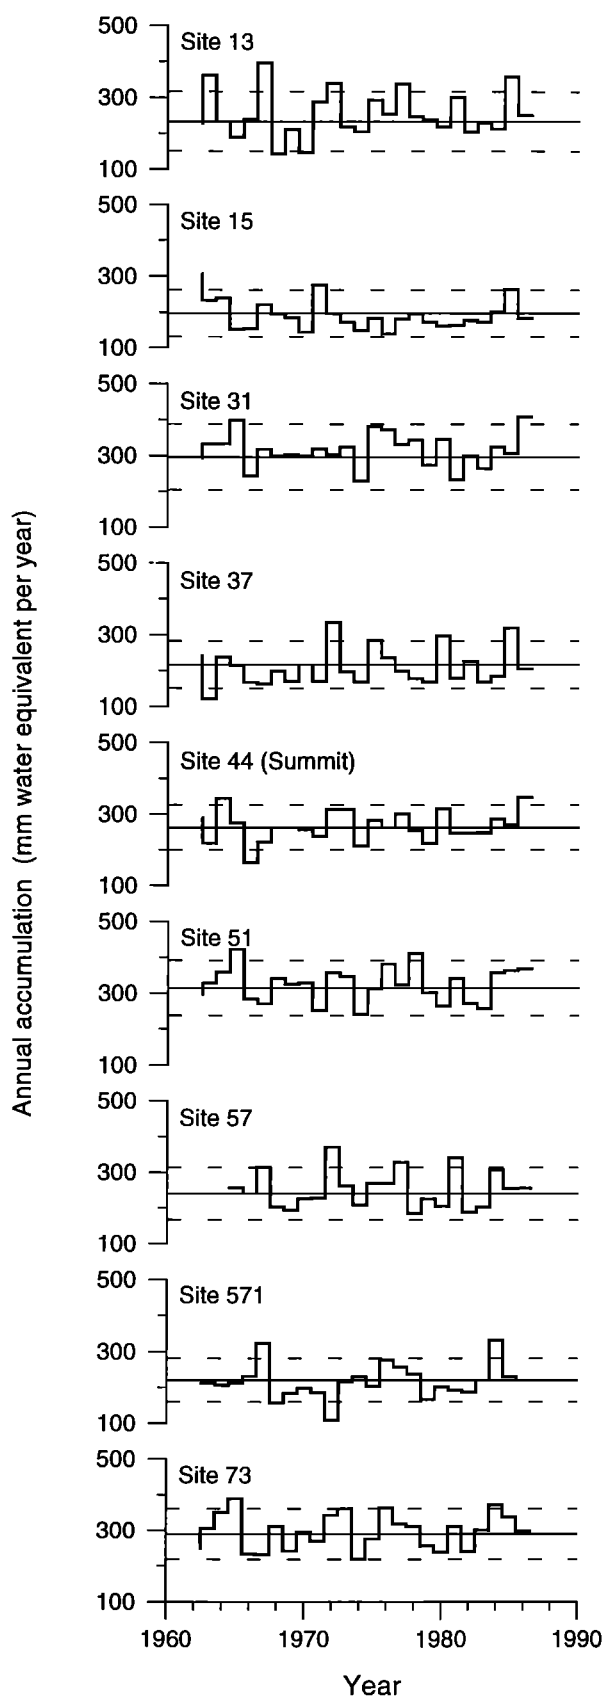 500
Site 13
300
100
500
Site 15
300
100
500
Site 31
300
100
500
Site 37
300
100
500
Site 44 (Summit)
300
100
500
Site 51
300
100
500
Site 57
300
100
500
Site 571
300
100
500
Site 73
300
100
Annual accumulation (mm water equivalent per year)
1960 1970 1980 1990
Year